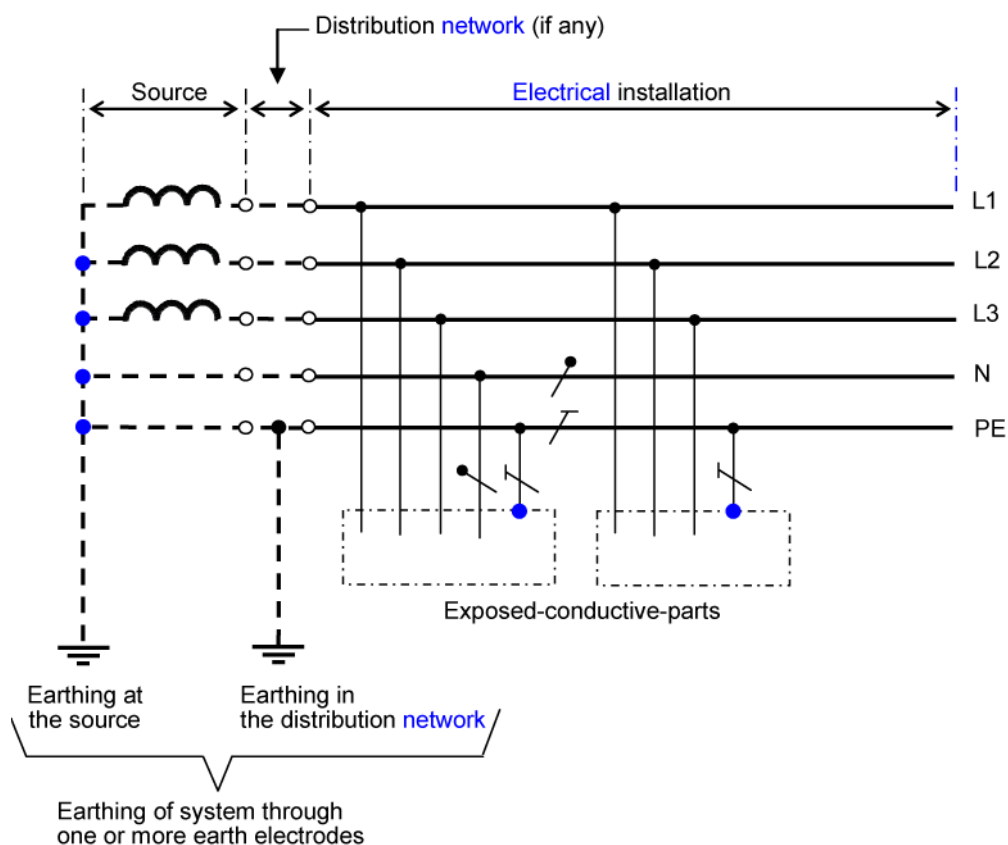 Distribution network (if any)
Source
Electrical installation
L1
L2
L3
N
PE
Exposed-conductive-parts
Earthing at
the source
Earthing in
the distribution network
Earthing of system through
one or more earth electrodes